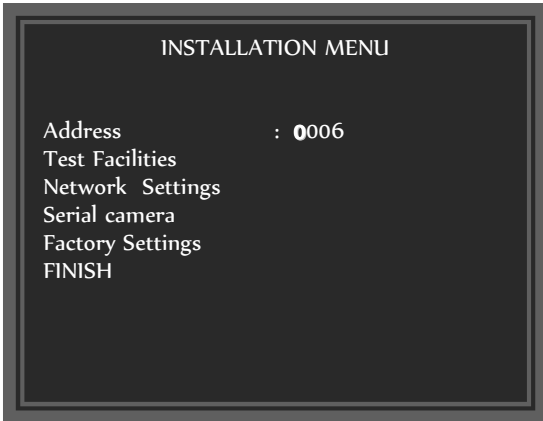 INSTALLATION MENU
Address : 0006
Test Facilities
Network Settings
Serial camera
Factory Settings
FINISH